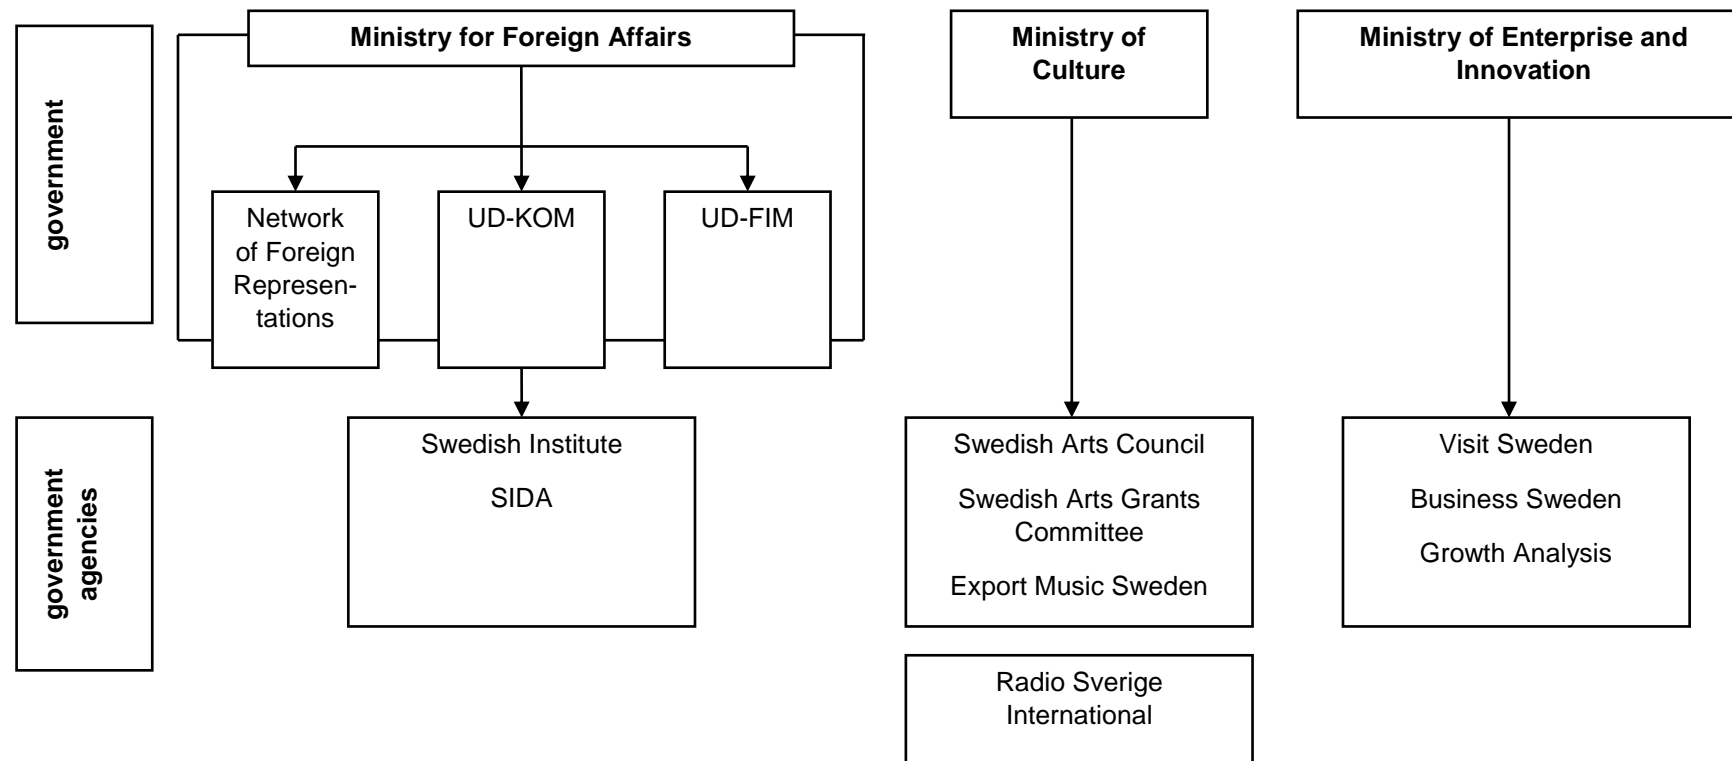 government
Ministry for Foreign Affairs
Network
of Foreign
Represen-
tations
UD-KOM
UD-FIM
Ministry of
Culture
Ministry of Enterprise and
Innovation
government
agencies
Swedish Institute
SIDA
Swedish Arts Council
Swedish Arts Grants
Committee
Export Music Sweden
Visit Sweden
Business Sweden
Growth Analysis
Radio Sverige
International